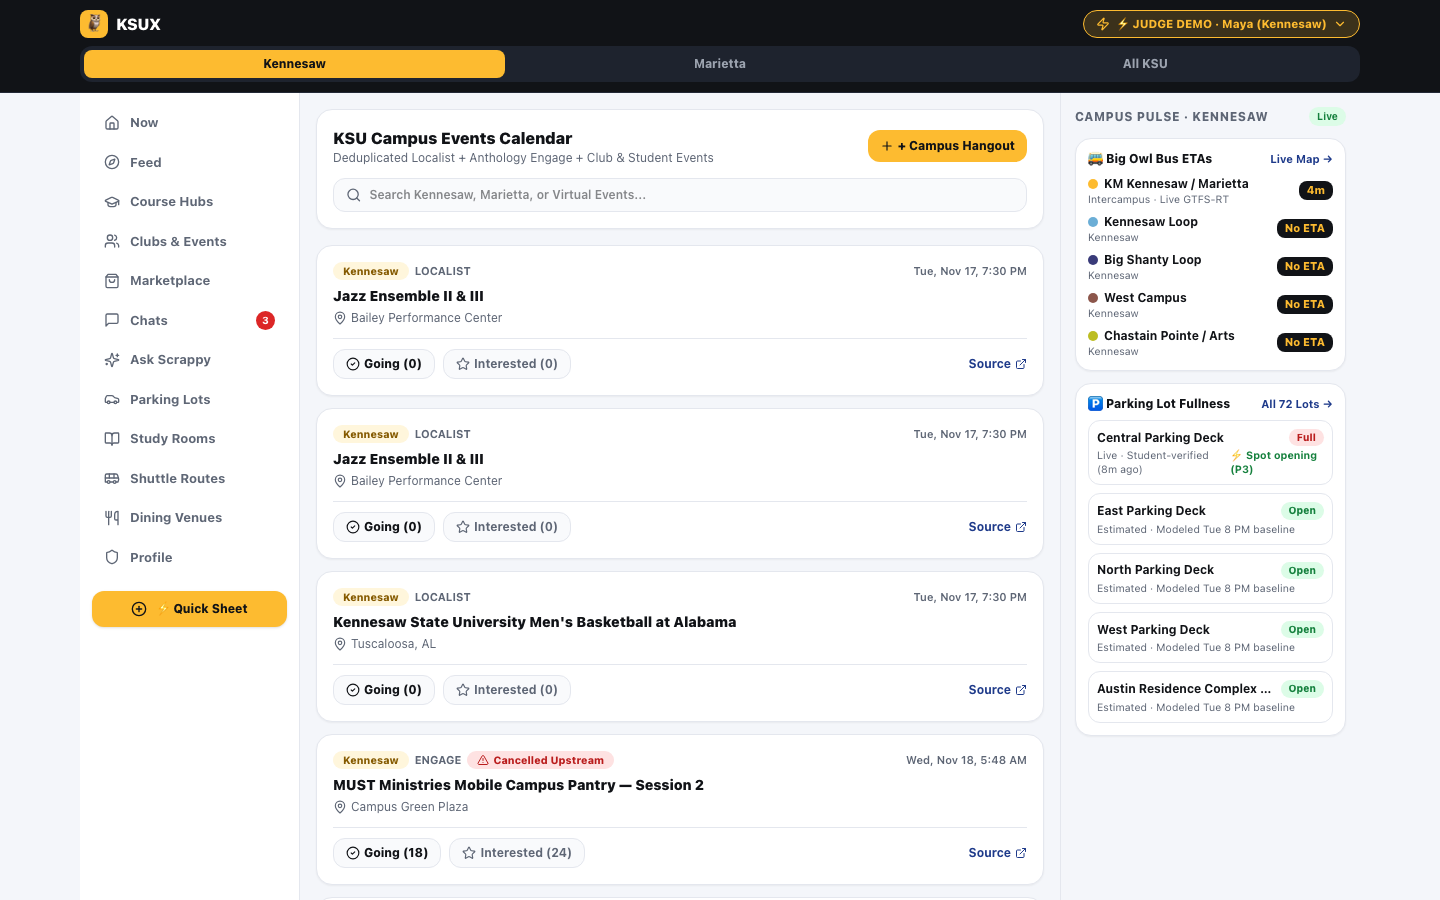 KSUX
⚡ JUDGE DEMO · Maya (Kennesaw)
Kennesaw
Marietta
All KSU
Now
Feed
Course Hubs
Clubs & Events
Marketplace
Chats
3
Ask Scrappy
Parking Lots
Study Rooms
Shuttle Routes
Dining Venues
Profile
⚡ Quick Sheet
KSU Campus Events Calendar
Deduplicated Localist + Anthology Engage + Club & Student Events
+ Campus Hangout
Search Kennesaw, Marietta, or Virtual Events...
Kennesaw LOCALIST Tue, Nov 17, 7:30 PM
Jazz Ensemble II & III
Bailey Performance Center
Going (0) Interested (0) Source
Kennesaw LOCALIST Tue, Nov 17, 7:30 PM
Jazz Ensemble II & III
Bailey Performance Center
Going (0) Interested (0) Source
Kennesaw LOCALIST Tue, Nov 17, 7:30 PM
Kennesaw State University Men's Basketball at Alabama
Tuscaloosa, AL
Going (0) Interested (0) Source
Kennesaw ENGAGE Cancelled Upstream Wed, Nov 18, 5:48 AM
MUST Ministries Mobile Campus Pantry — Session 2
Campus Green Plaza
Going (18) Interested (24) Source
CAMPUS PULSE · KENNESAW Live
🚌 Big Owl Bus ETAs Live Map →
KM Kennesaw / Marietta 4m
Intercampus · Live GTFS-RT
Kennesaw Loop No ETA
Kennesaw
Big Shanty Loop No ETA
Kennesaw
West Campus No ETA
Kennesaw
Chastain Pointe / Arts No ETA
Kennesaw
🅿️ Parking Lot Fullness All 72 Lots →
Central Parking Deck Full
Live · Student-verified (8m ago)
⚡ Spot opening (P3)
East Parking Deck Open
Estimated · Modeled Tue 8 PM baseline
North Parking Deck Open
Estimated · Modeled Tue 8 PM baseline
West Parking Deck Open
Estimated · Modeled Tue 8 PM baseline
Austin Residence Complex ... Open
Estimated · Modeled Tue 8 PM baseline